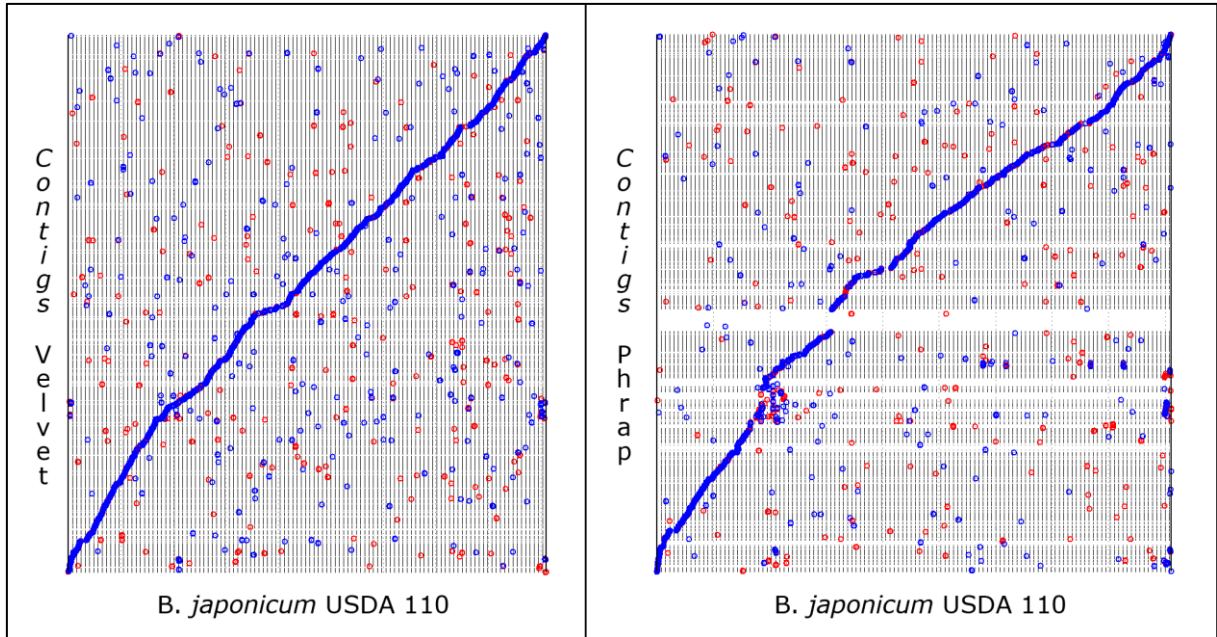 Contigs Velvet
B. japonicum USDA 110
Contigs Phrap
B. japonicum USDA 110